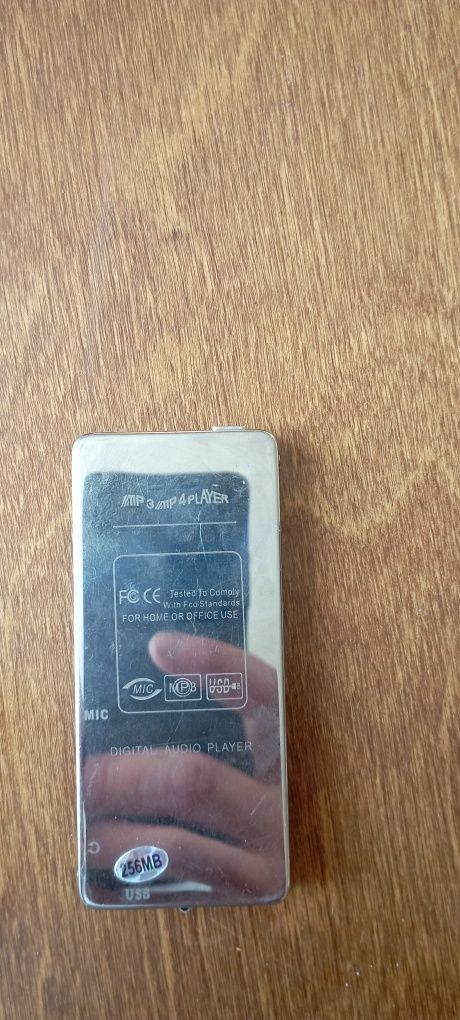 MP3 MP4 PLAYER
FC CE Tested To Comply
With Fcc Standards
FOR HOME OR OFFICE USE
MIC MP3 USB
MIC
DIGITAL AUDIO PLAYER
256MB
USB